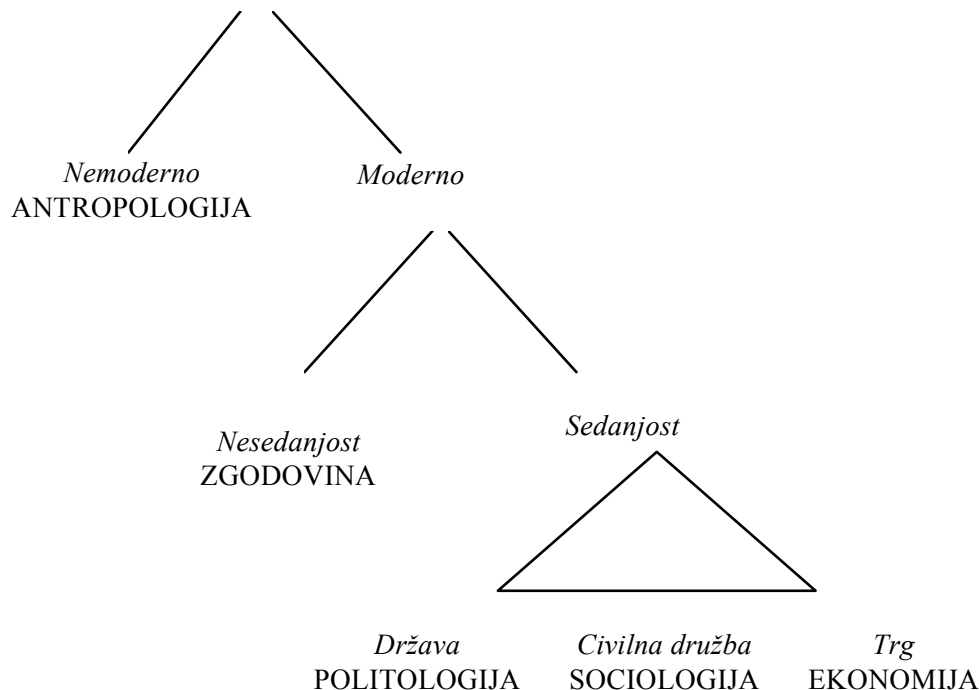 Nemoderno
ANTROPOLOGIJA
Moderno
Nesedanjost
ZGODOVINA
Sedanjost
Država
POLITOLOGIJA
Civilna družba
SOCIOLOGIJA
Trg
EKONOMIJA